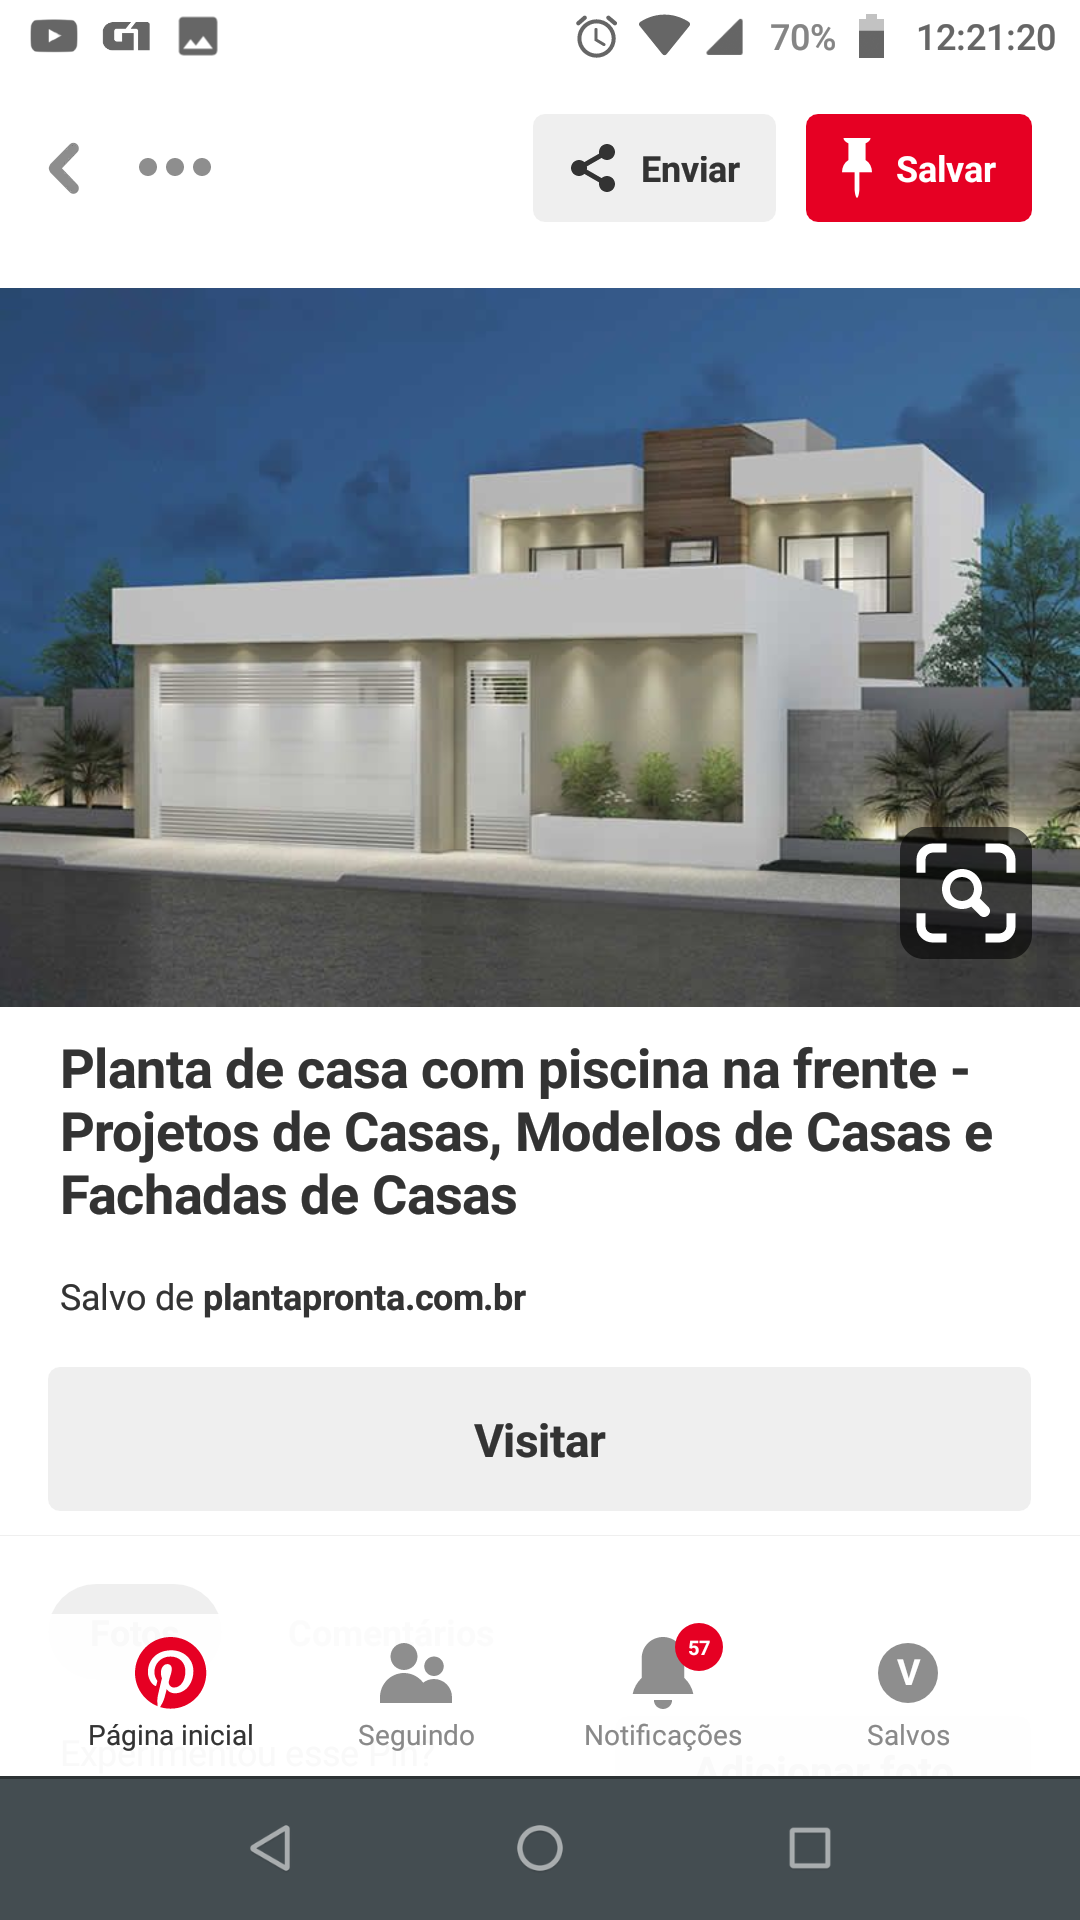 G1
70%
12:21:20
Enviar
Salvar
Planta de casa com piscina na frente -
Projetos de Casas, Modelos de Casas e
Fachadas de Casas
Salvo de plantapronta.com.br
Visitar
Fotos
Comentários
57
V
Página inicial
Seguindo
Notificações
Salvos
Experimentou esse Pin?
Adicionar foto